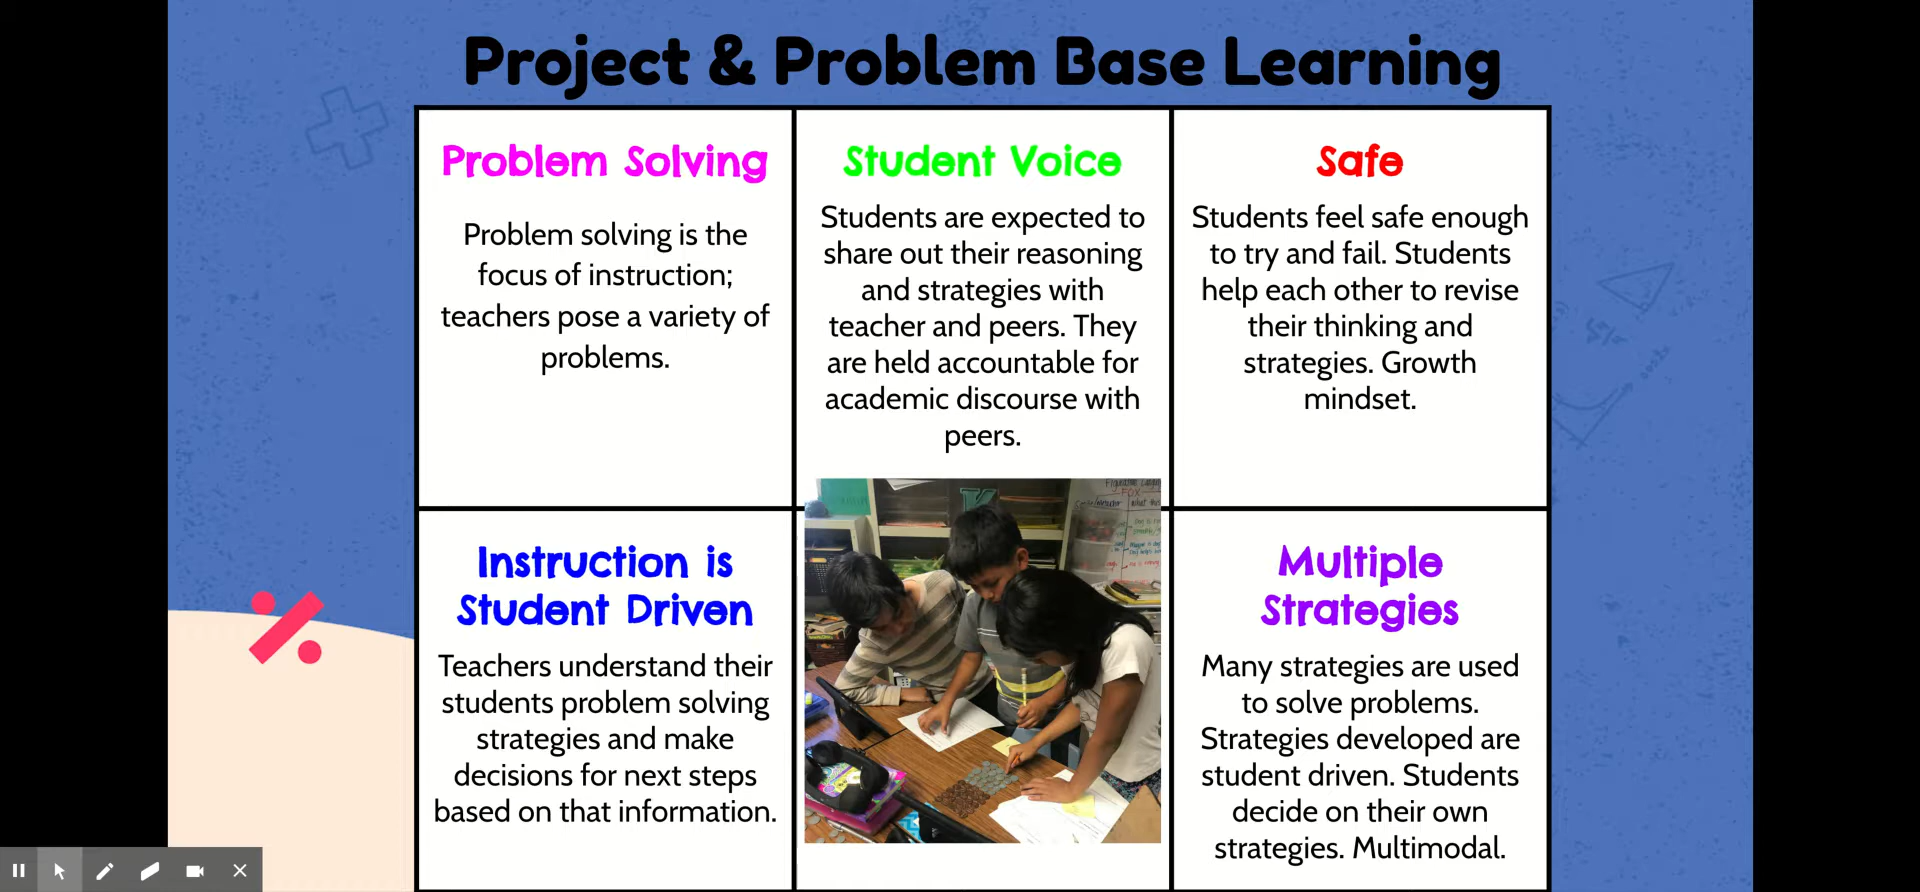 Project & Problem Base Learning
Problem Solving
Problem solving is the
focus of instruction;
teachers pose a variety of
problems.
Student Voice
Students are expected to
share out their reasoning
and strategies with
teacher and peers. They
are held accountable for
academic discourse with
peers.
Safe
Students feel safe enough
to try and fail. Students
help each other to revise
their thinking and
strategies. Growth
mindset.
Instruction is
Student Driven
Teachers understand their
students problem solving
strategies and make
decisions for next steps
based on that information.
Multiple
Strategies
Many strategies are used
to solve problems.
Strategies developed are
student driven. Students
decide on their own
strategies. Multimodal.